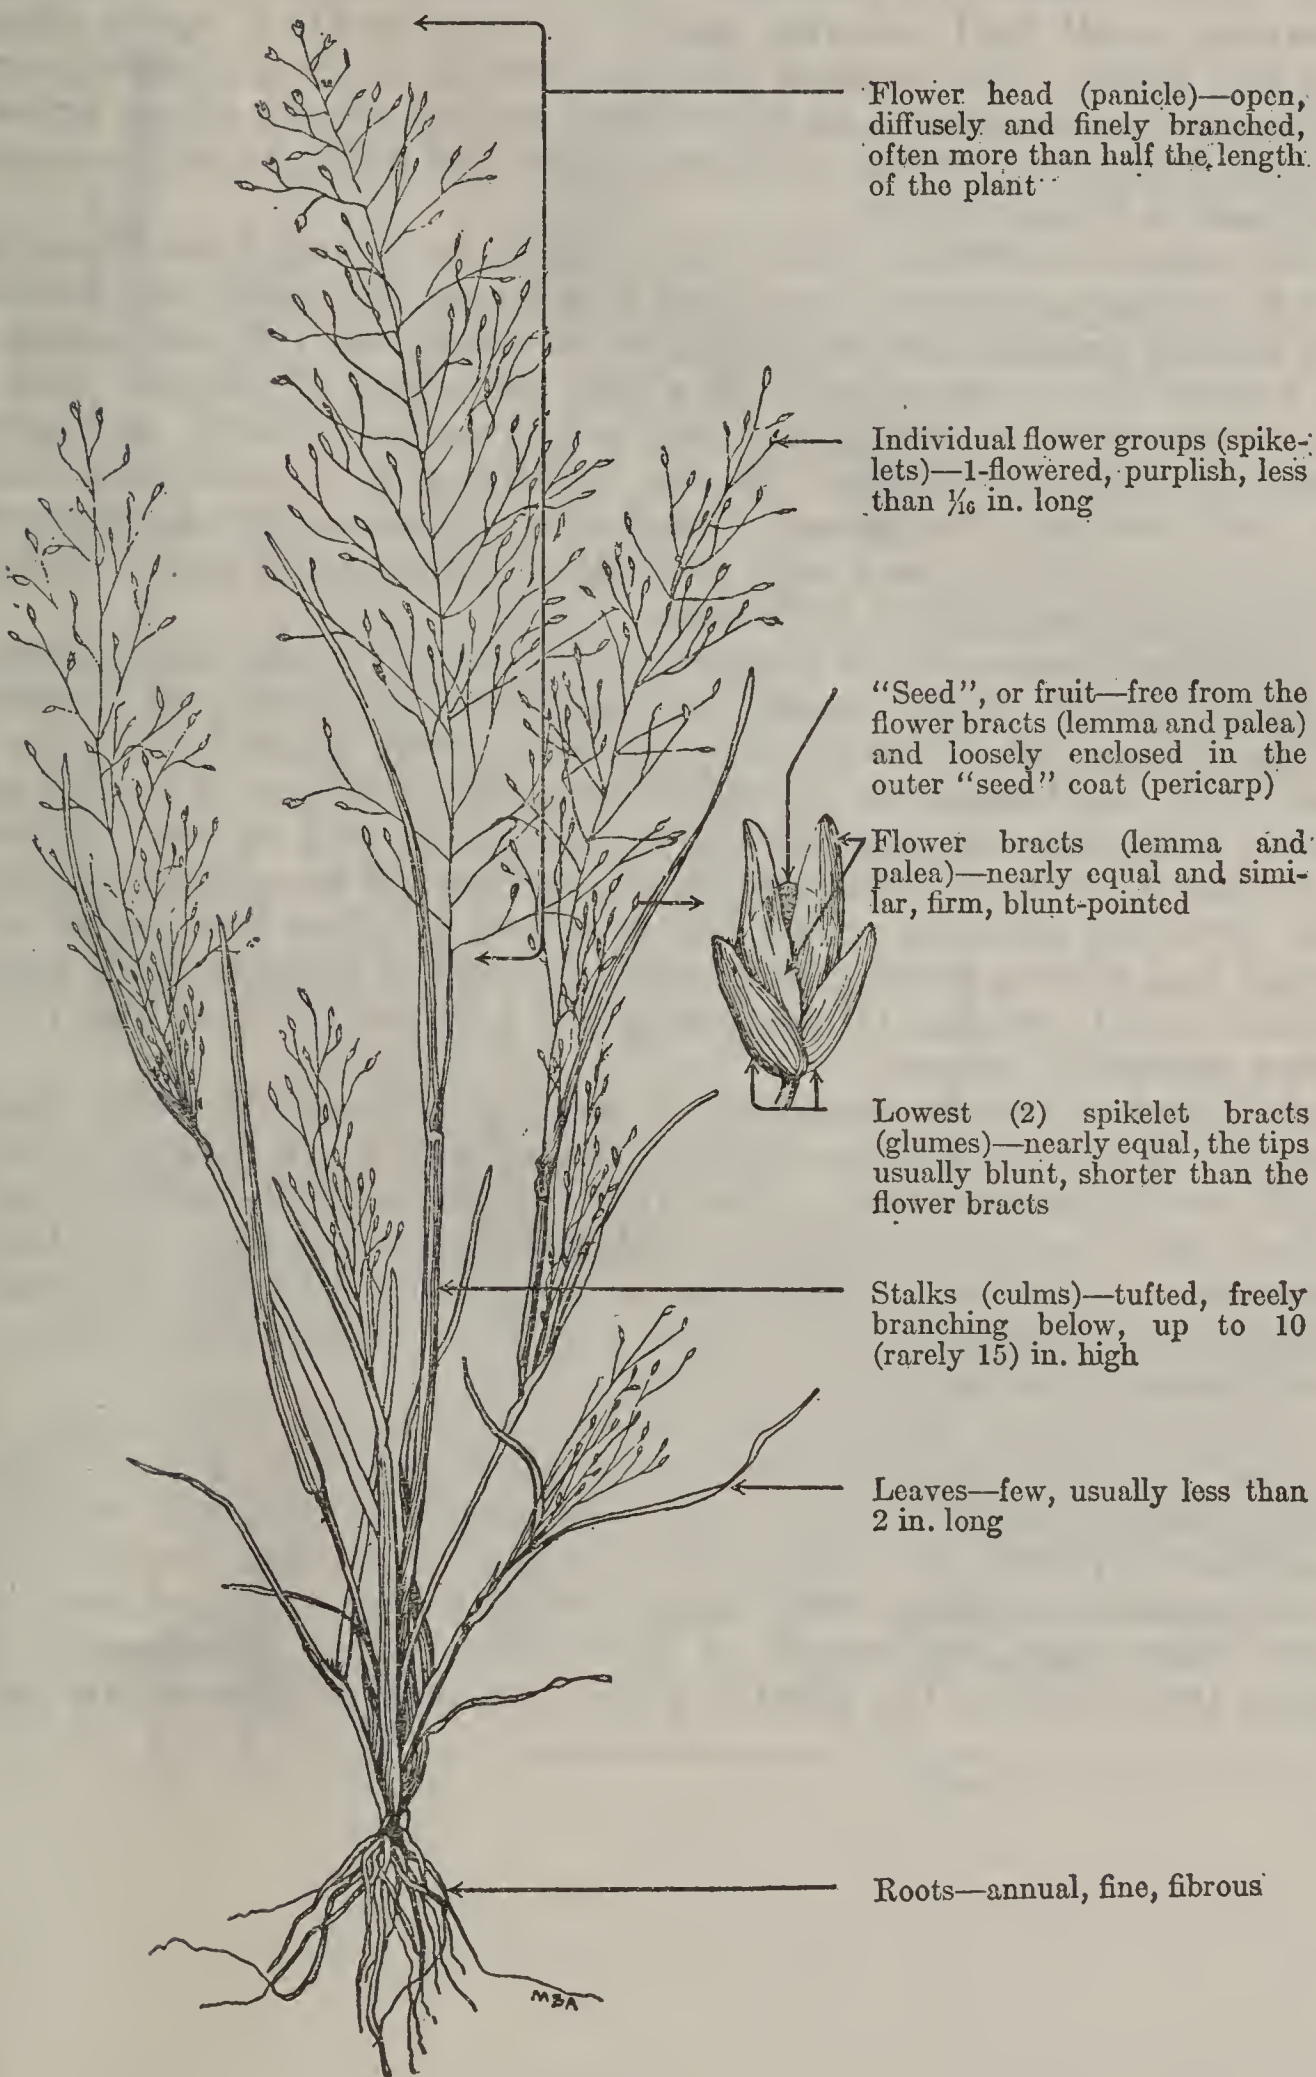 Flower head (panicle)—open,
diffusely and finely branched,
often more than half the length
of the plant
Individual flower groups (spike-
lets)—1-flowered, purplish, less
than 1/16 in. long
"Seed", or fruit—free from the
flower bracts (lemma and palea)
and loosely enclosed in the
outer "seed" coat (pericarp)
Flower bracts (lemma and
palea)—nearly equal and simi-
lar, firm, blunt-pointed
Lowest (2) spikelet bracts
(glumes)—nearly equal, the tips
usually blunt, shorter than the
flower bracts
Stalks (culms)—tufted, freely
branching below, up to 10
(rarely 15) in. high
Leaves—few, usually less than
2 in. long
Roots—annual, fine, fibrous
MBA